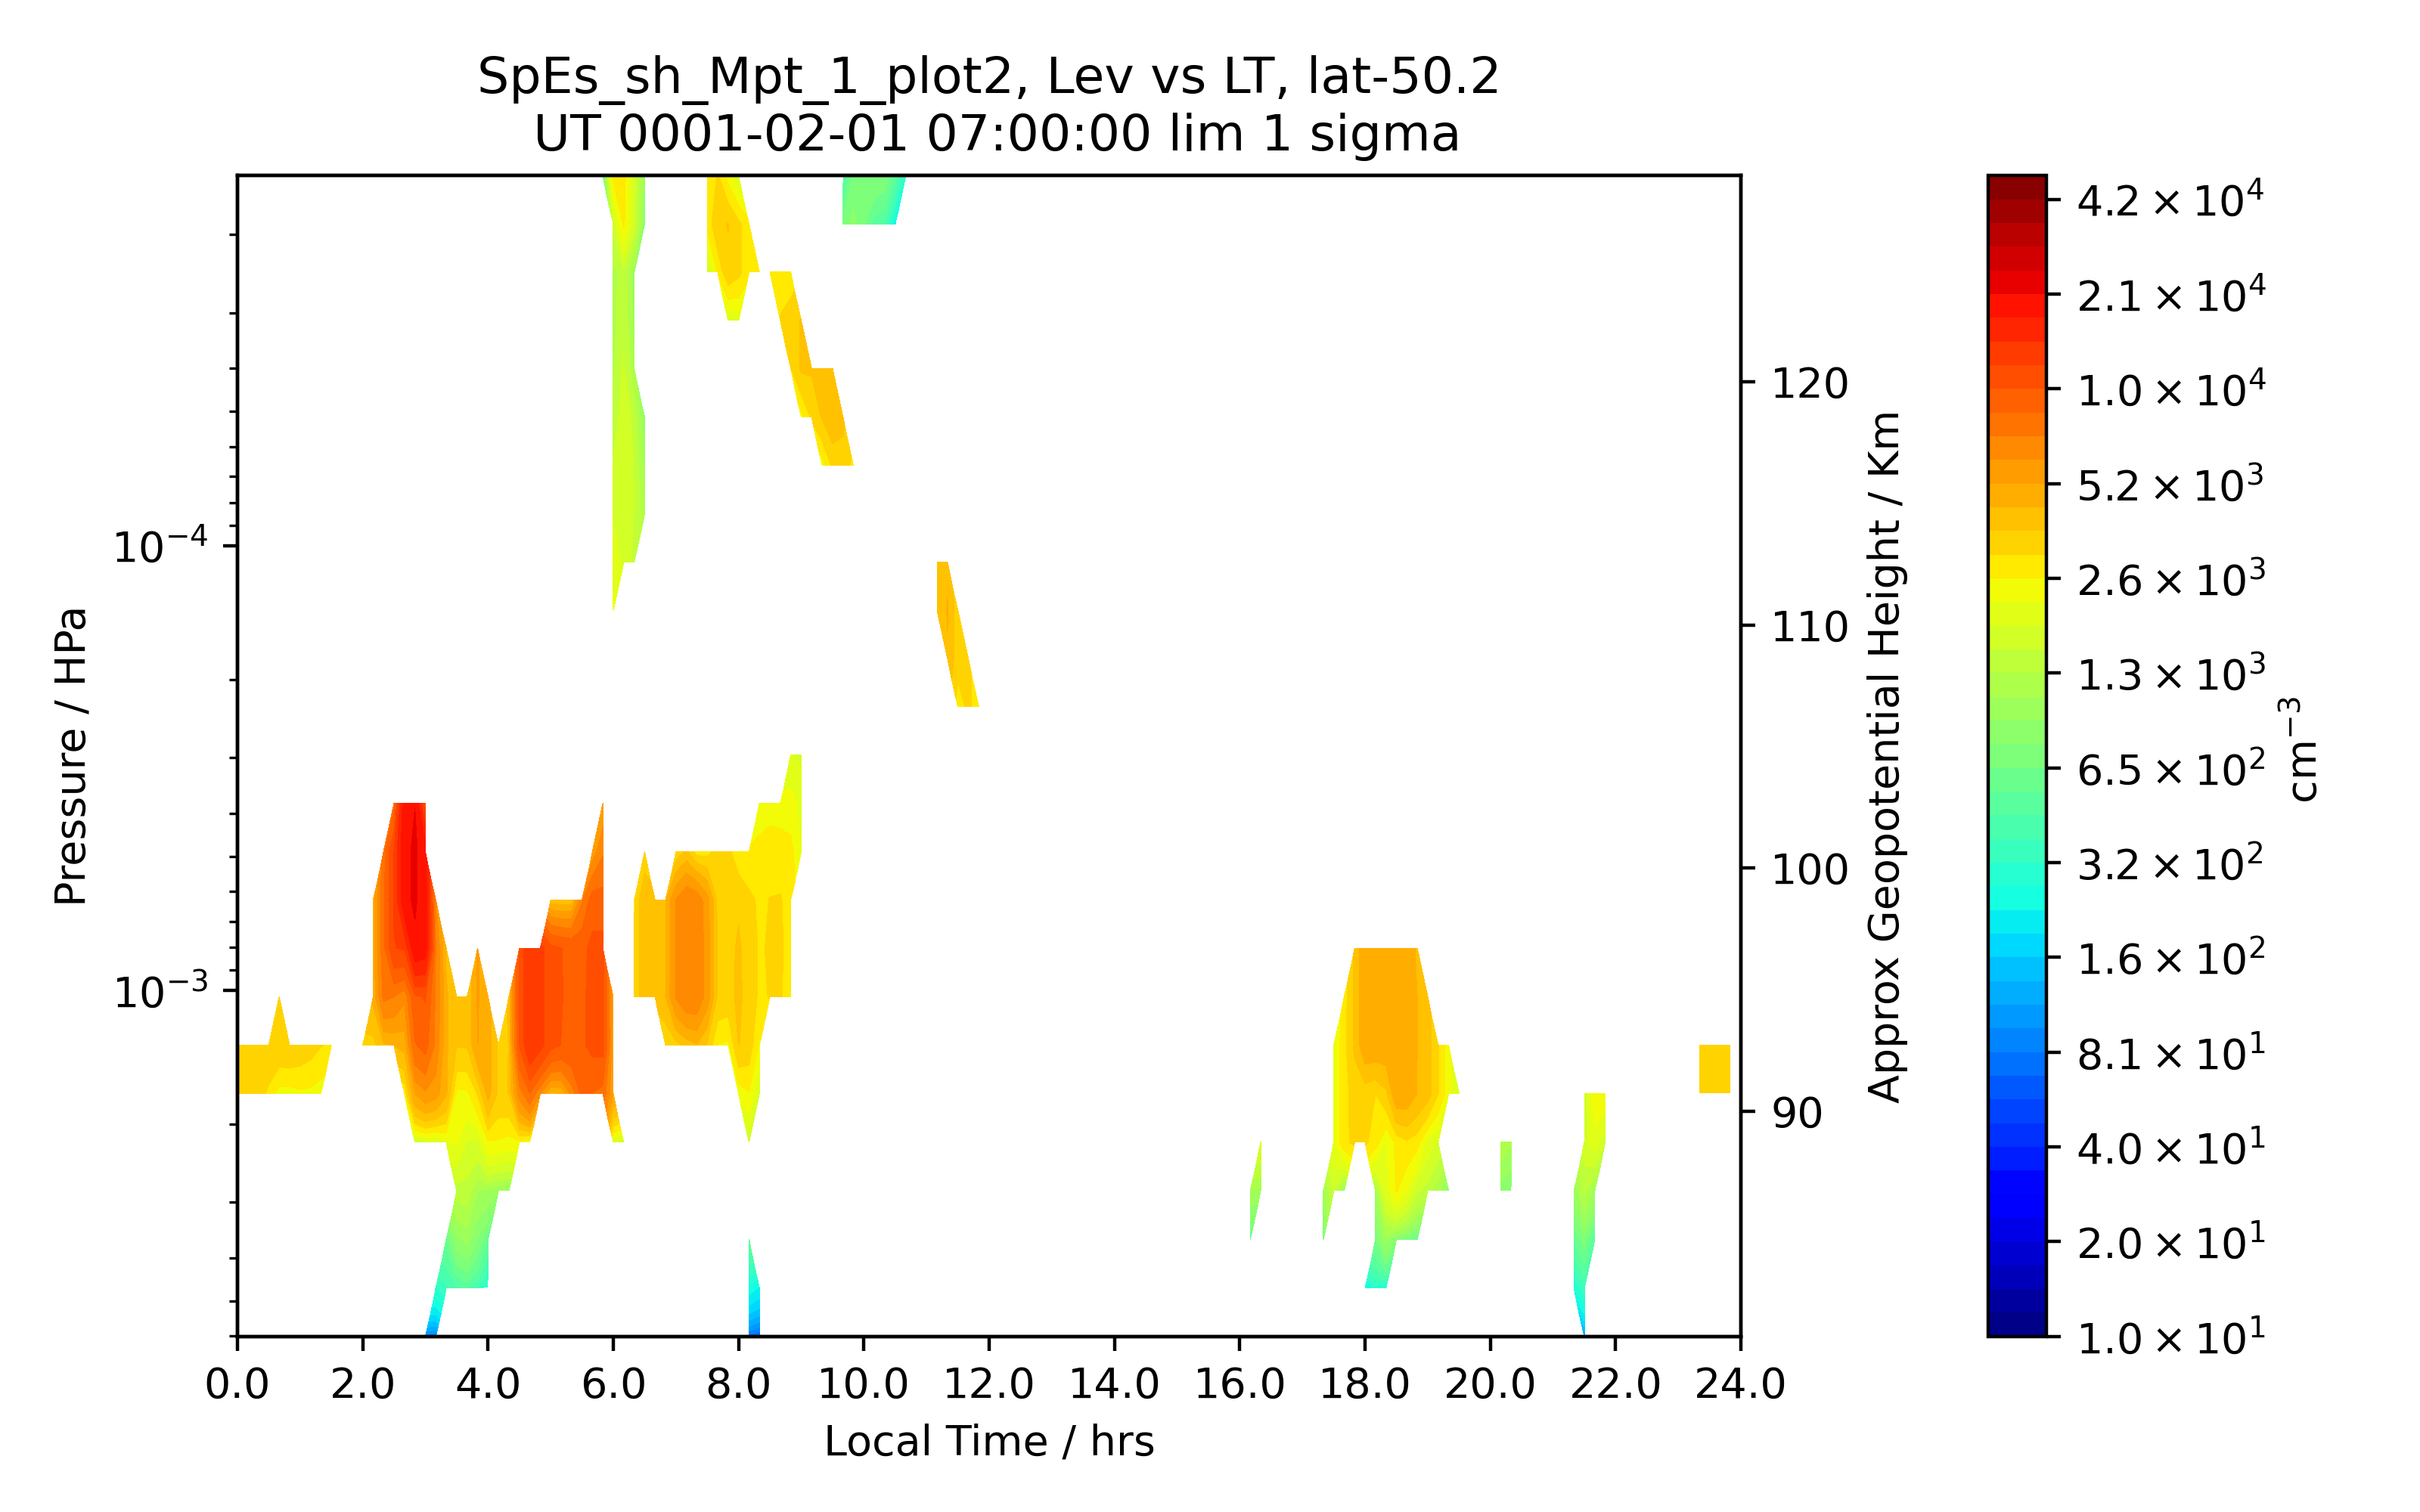 SpEs_sh_Mpt_1_plot2, Lev vs LT, lat-50.2
UT 0001-02-01 07:00:00 lim 1 sigma
Pressure / HPa
10⁻⁴
10⁻³
0.0 2.0 4.0 6.0 8.0 10.0 12.0 14.0 16.0 18.0 20.0 22.0 24.0
Local Time / hrs
120
110
100
90
Approx Geopotential Height / Km
4.2 × 10⁴
2.1 × 10⁴
1.0 × 10⁴
5.2 × 10³
2.6 × 10³
1.3 × 10³
6.5 × 10²
3.2 × 10²
1.6 × 10²
8.1 × 10¹
4.0 × 10¹
2.0 × 10¹
1.0 × 10¹
cm⁻³